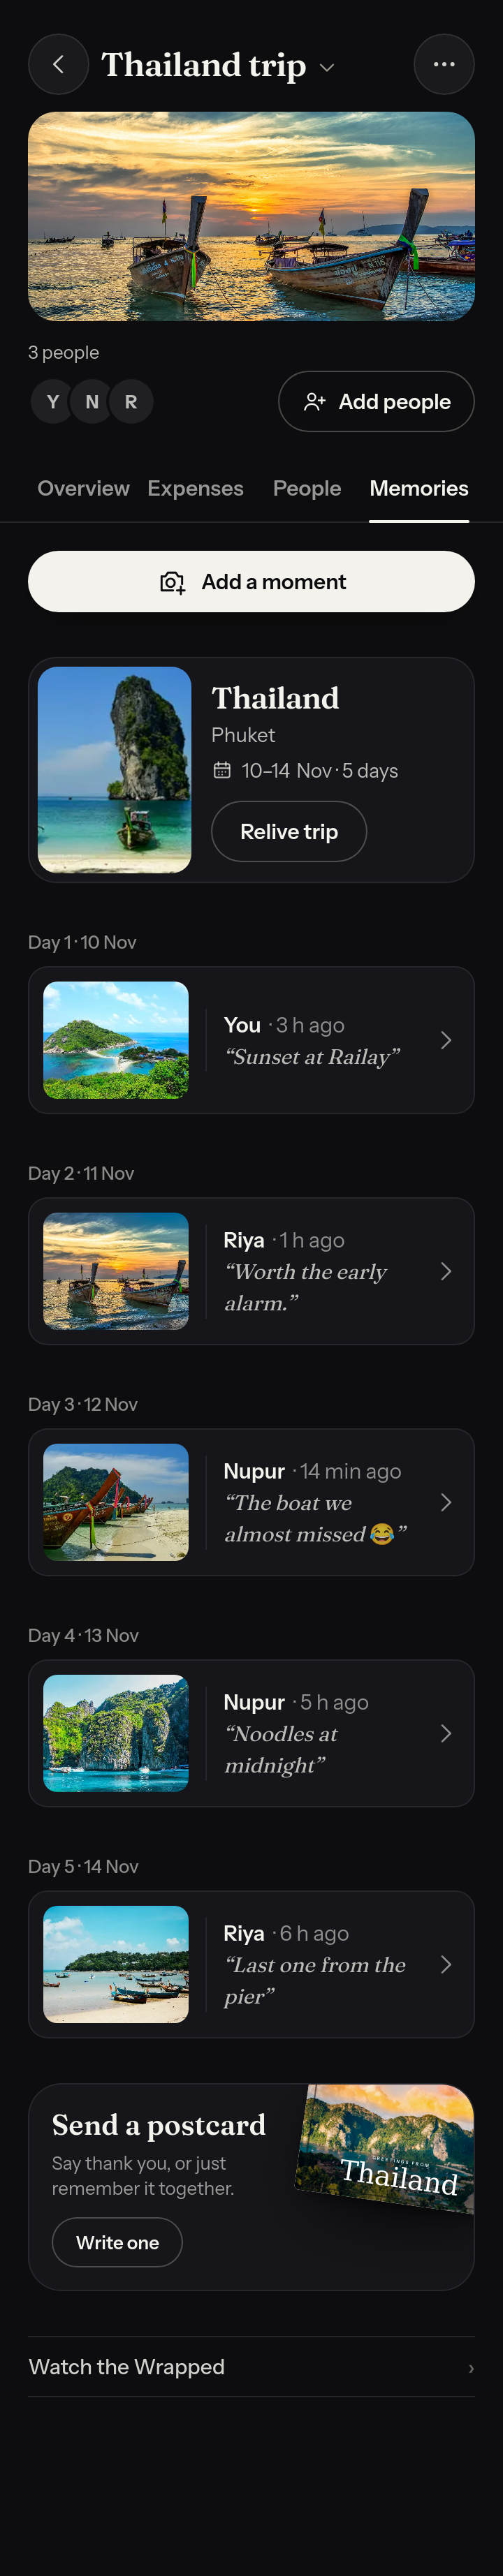 Thailand trip
3 people
Y N R
Add people
Overview Expenses People Memories
Add a moment
Thailand
Phuket
10–14 Nov · 5 days
Relive trip
Day 1 · 10 Nov
You · 3 h ago
“Sunset at Railay”
Day 2 · 11 Nov
Riya · 1 h ago
“Worth the early
alarm.”
Day 3 · 12 Nov
Nupur · 14 min ago
“The boat we
almost missed 😂”
Day 4 · 13 Nov
Nupur · 5 h ago
“Noodles at
midnight”
Day 5 · 14 Nov
Riya · 6 h ago
“Last one from the
pier”
Send a postcard
Say thank you, or just
remember it together.
Write one
GREETINGS FROM
Thailand
Watch the Wrapped